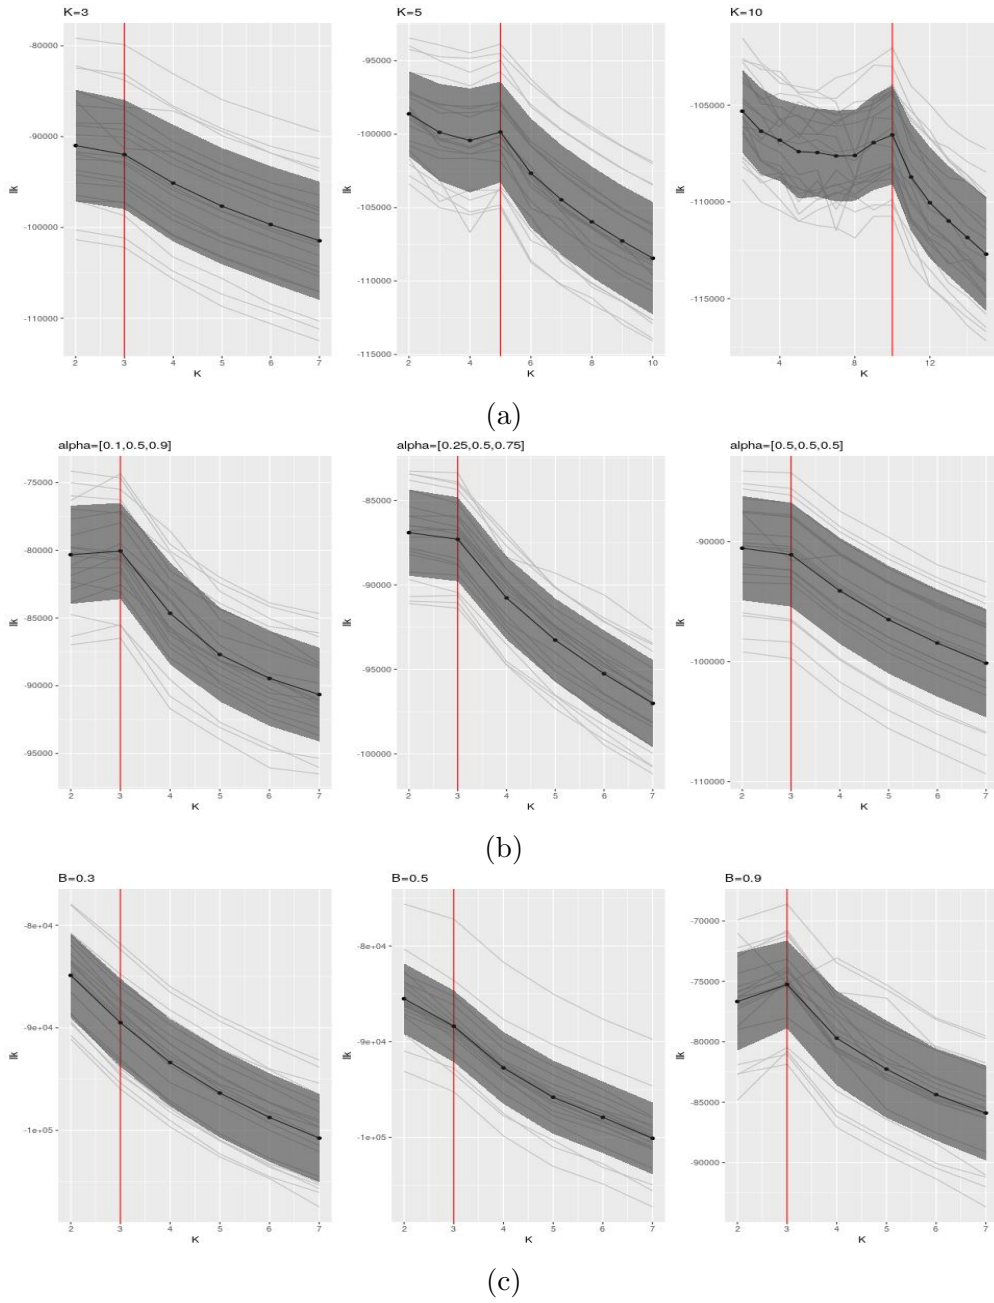 K=3
K=5
K=10
-80000
-90000
-100000
-110000
llk
2 3 4 5 6 7
K
-95000
-100000
-105000
-110000
-115000
llk
2 4 6 8 10
K
-105000
-110000
-115000
llk
4 8 12
K
(a)
alpha=[0.1,0.5,0.9]
alpha=[0.25,0.5,0.75]
alpha=[0.5,0.5,0.5]
-75000
-80000
-85000
-90000
-95000
llk
2 3 4 5 6 7
K
-85000
-90000
-95000
-100000
llk
2 3 4 5 6 7
K
-90000
-100000
-110000
llk
2 3 4 5 6 7
K
(b)
B=0.3
B=0.5
B=0.9
-8e+04
-9e+04
-1e+05
llk
2 3 4 5 6 7
K
-8e+04
-9e+04
-1e+05
llk
2 3 4 5 6 7
K
-70000
-75000
-80000
-85000
-90000
llk
2 3 4 5 6 7
K
(c)